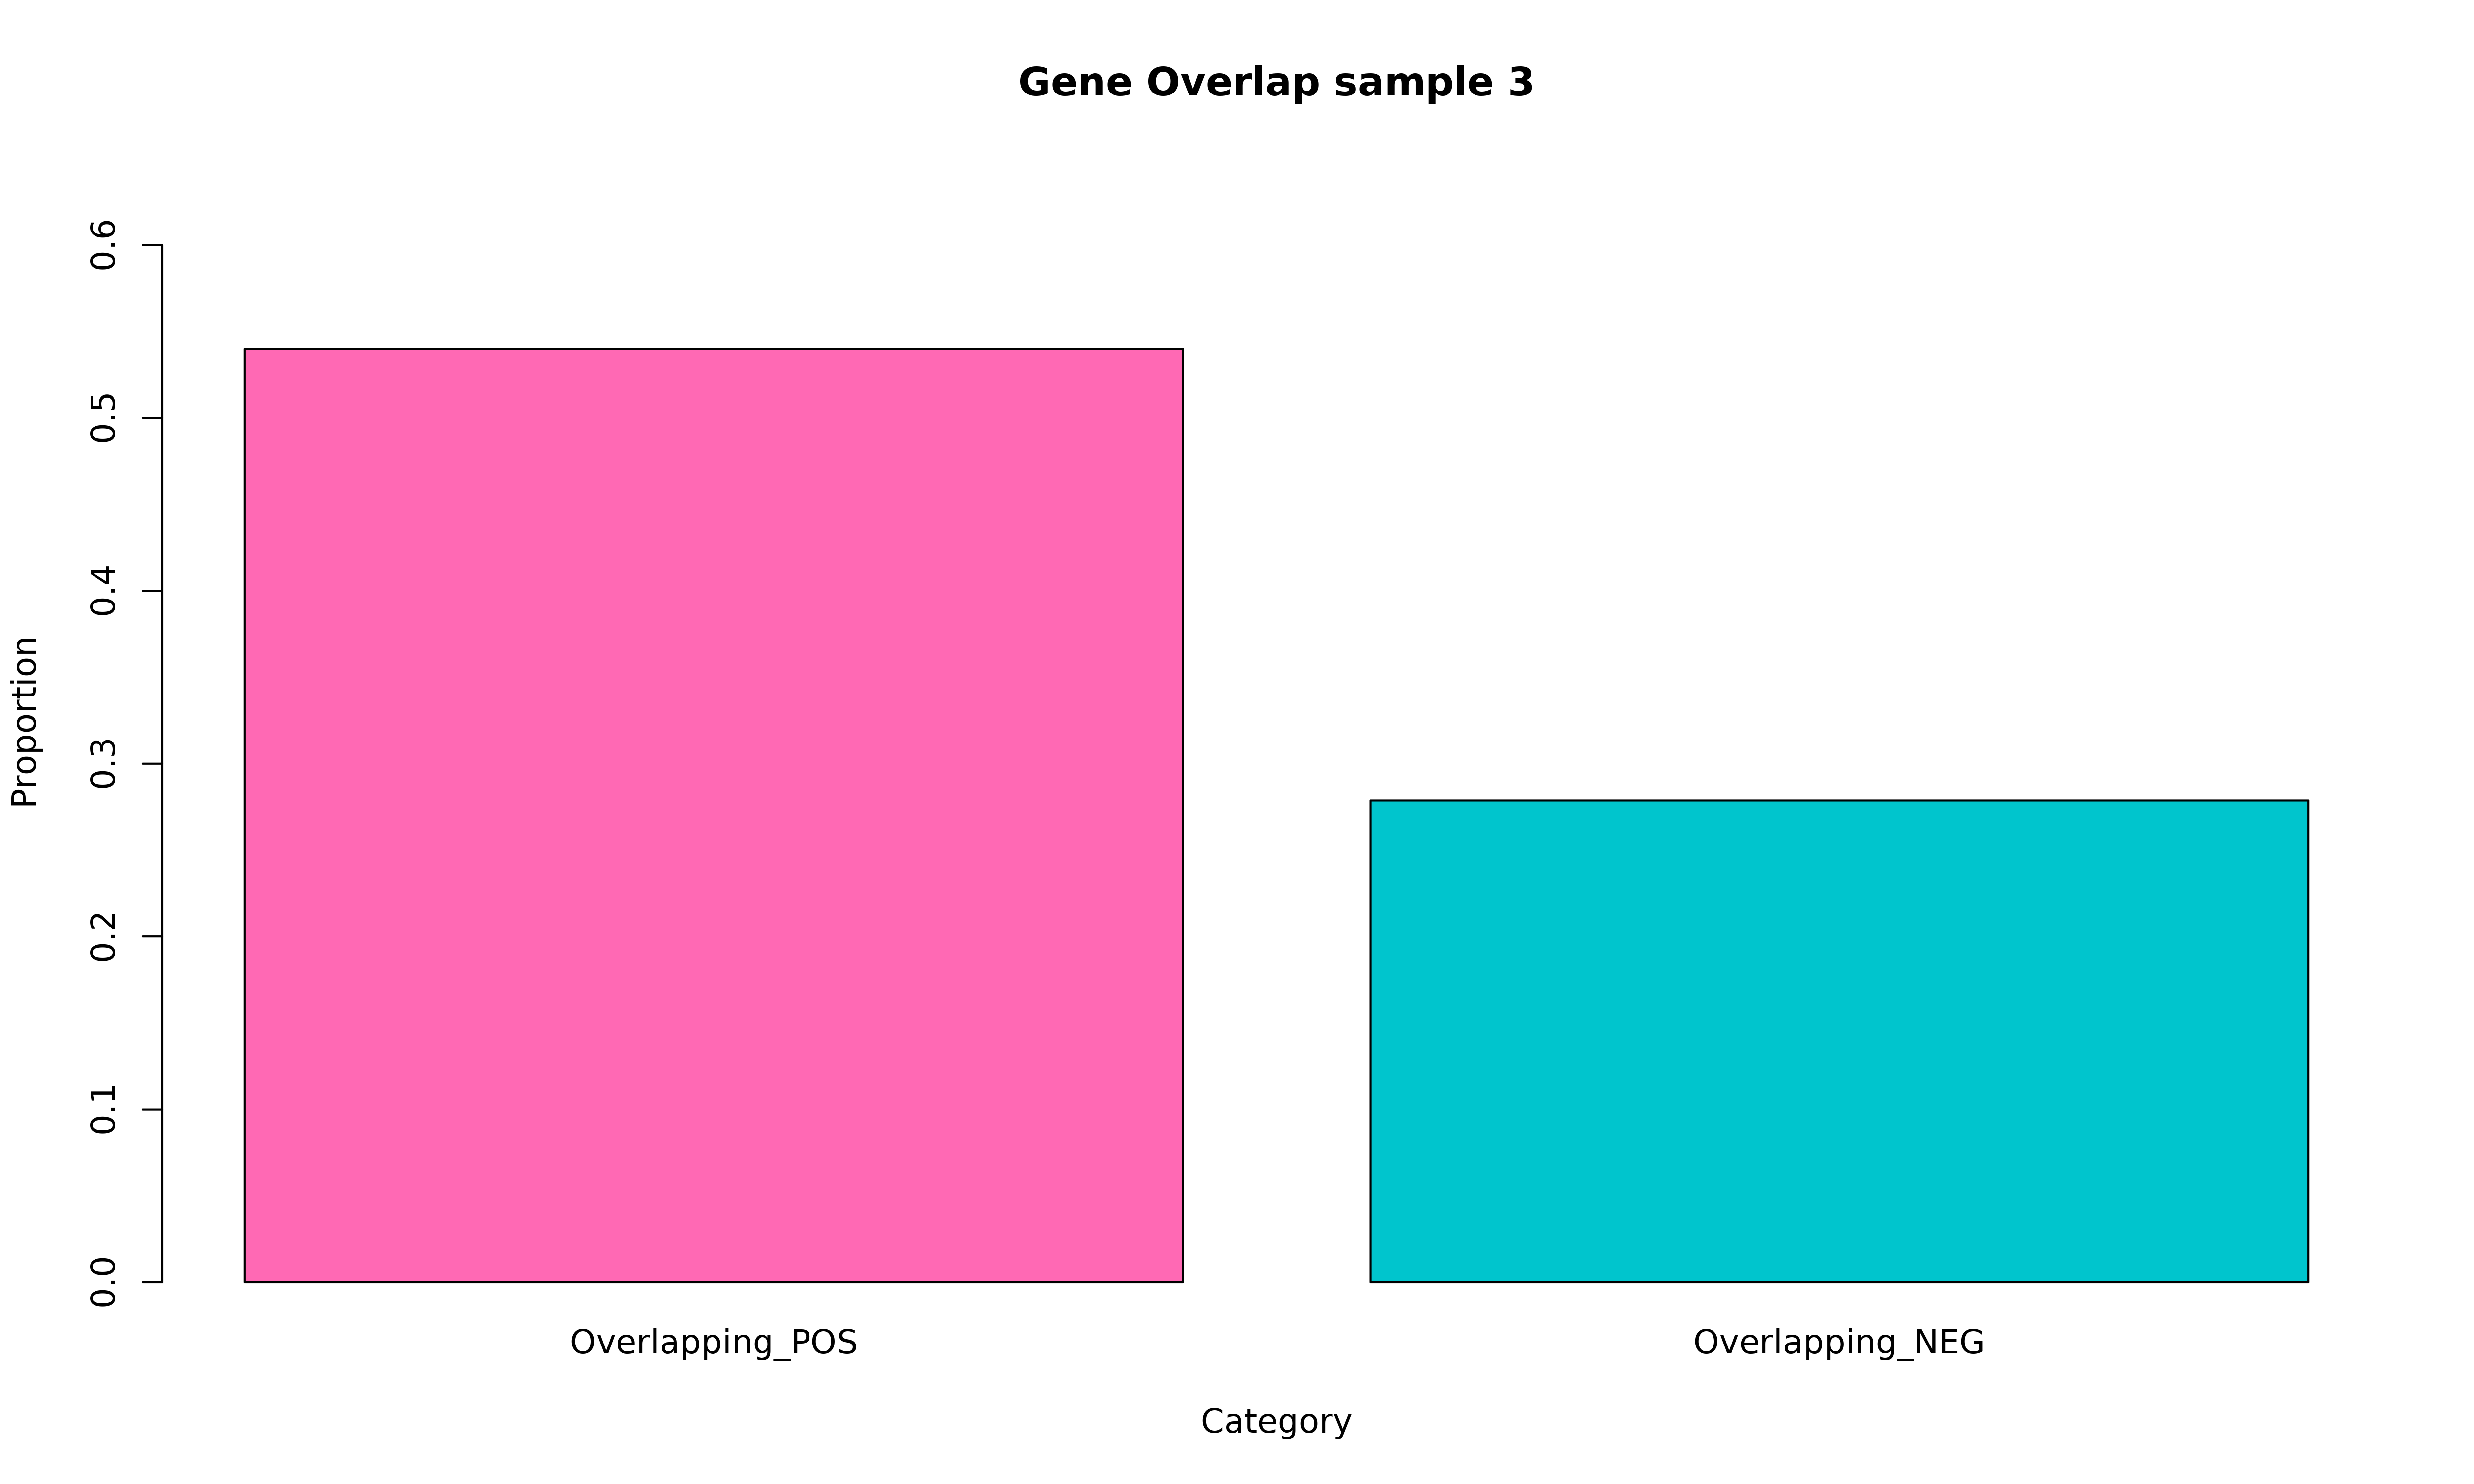 Gene Overlap sample 3
Proportion
0.6
0.5
0.4
0.3
0.2
0.1
0.0
Overlapping_POS
Overlapping_NEG
Category